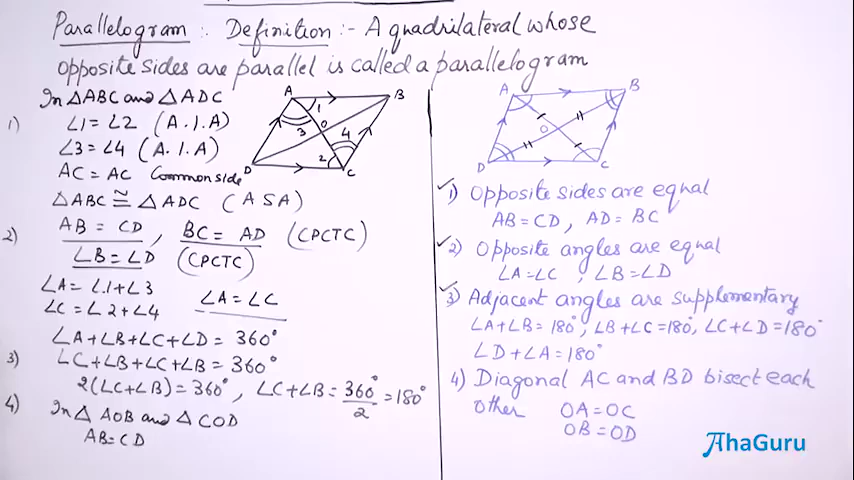 Parallelogram :- Definition :- A quadrilateral whose
opposite sides are parallel is called a parallelogram
In △ABC and △ADC
1) ∠1 = ∠2 (A.I.A)
∠3 = ∠4 (A.I.A)
AC = AC Common side
△ABC ≅ △ADC (ASA)
2) AB = CD, BC = AD (CPCTC)
∠B = ∠D (CPCTC)
∠A = ∠1 + ∠3
∠C = ∠2 + ∠4 ∠A = ∠C
∠A + ∠B + ∠C + ∠D = 360°
3) ∠C + ∠B + ∠C + ∠B = 360°
2(∠C + ∠B) = 360°, ∠C + ∠B = 360°/2 = 180°
4) In △ AOB and △ COD
AB = CD
A B
1
3 O 4
2
D C
A B
O
D C
1) Opposite sides are equal
AB = CD, AD = BC
2) Opposite angles are equal
∠A = ∠C, ∠B = ∠D
3) Adjacent angles are supplementary
∠A + ∠B = 180°, ∠B + ∠C = 180°, ∠C + ∠D = 180°
∠D + ∠A = 180°
4) Diagonal AC and BD bisect each
other OA = OC
OB = OD
AhaGuru